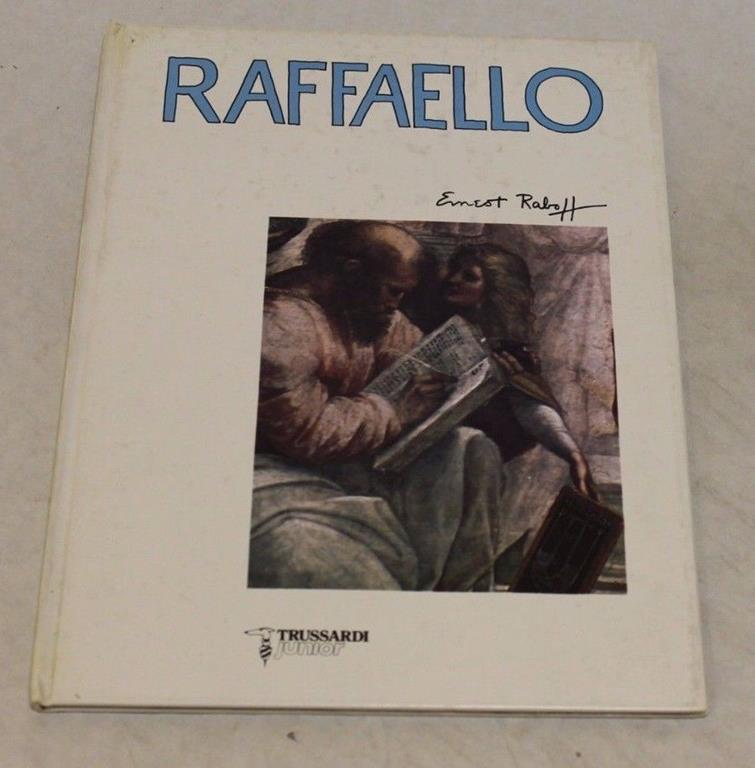 RAFFAELLO
Ernest Raboff
TRUSSARDI
junior